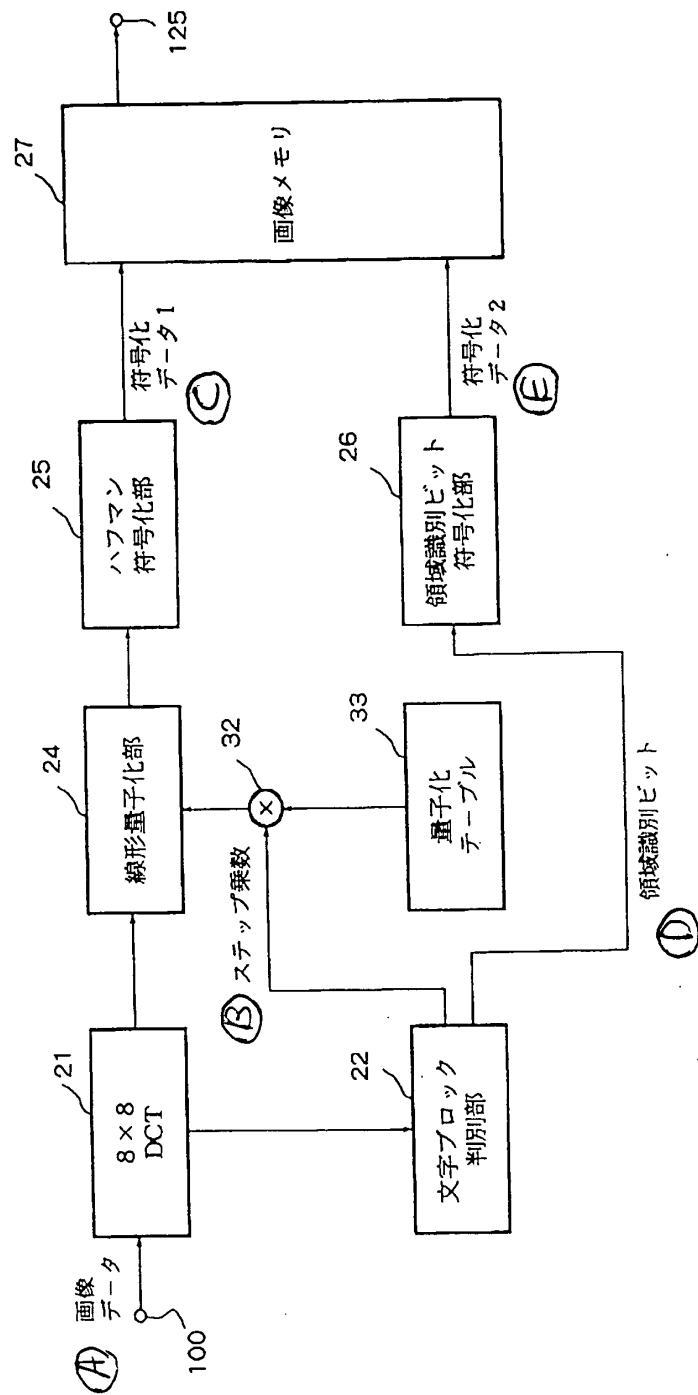 Ⓐ
画像
データ
100
21
8×8
DCT
24
線形量子化部
25
ハフマン
符号化部
符号化
データ1
Ⓒ
27
画像メモリ
125
Ⓑ
ステップ乗数
32
×
33
量子化
テーブル
22
文字ブロック
判別部
26
領域識別ビット
符号化部
符号化
データ2
Ⓔ
領域識別ビット
Ⓓ